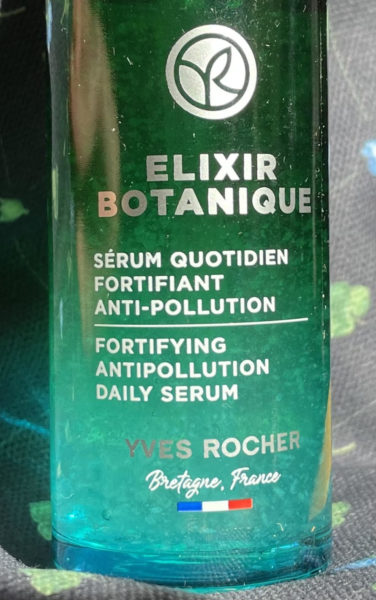 ELIXIR
BOTANIQUE
SÉRUM QUOTIDIEN
FORTIFIANT
ANTI-POLLUTION
FORTIFYING
ANTIPOLLUTION
DAILY SERUM
YVES ROCHER
Bretagne, France